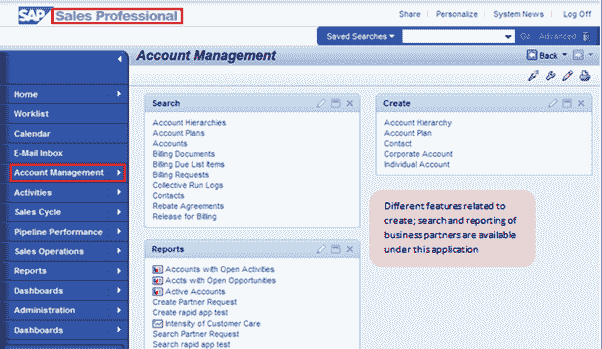 SAP Sales Professional
Share Personalize System News Log Off
Saved Searches Go Advanced
Account Management
Back
Home
Worklist
Calendar
E-Mail Inbox
Account Management
Activities
Sales Cycle
Pipeline Performance
Sales Operations
Reports
Dashboards
Administration
Dashboards
Search
Account Hierarchies
Account Plans
Accounts
Billing Documents
Billing Due List Items
Billing Requests
Collective Run Logs
Contacts
Rebate Agreements
Release for Billing
Create
Account Hierarchy
Account Plan
Contact
Corporate Account
Individual Account
Different features related to
create; search and reporting of
business partners are available
under this application
Reports
Accounts with Open Activities
Accts with Open Opportunities
Active Accounts
Create Partner Request
Create rapid app test
Intensity of Customer Care
Search Partner Request
Search rapid app test